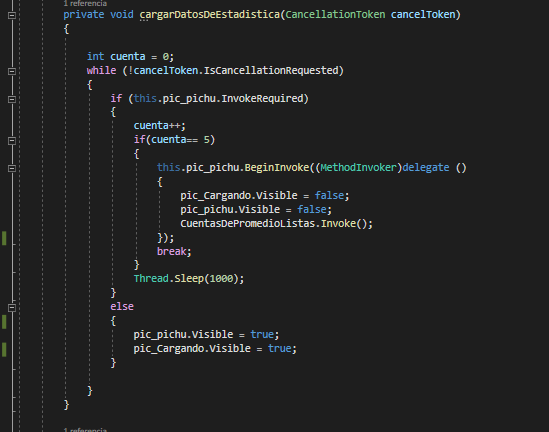 1 referencia
private void cargarDatosDeEstadistica(CancellationToken cancelToken)
{
int cuenta = 0;
while (!cancelToken.IsCancellationRequested)
{
if (this.pic_pichu.InvokeRequired)
{
cuenta++;
if(cuenta== 5)
{
this.pic_pichu.BeginInvoke((MethodInvoker)delegate ()
{
pic_Cargando.Visible = false;
pic_pichu.Visible = false;
CuentasDePromedioListas.Invoke();
});
break;
}
Thread.Sleep(1000);
}
else
{
pic_pichu.Visible = true;
pic_Cargando.Visible = true;
}
}
}
1 referencia